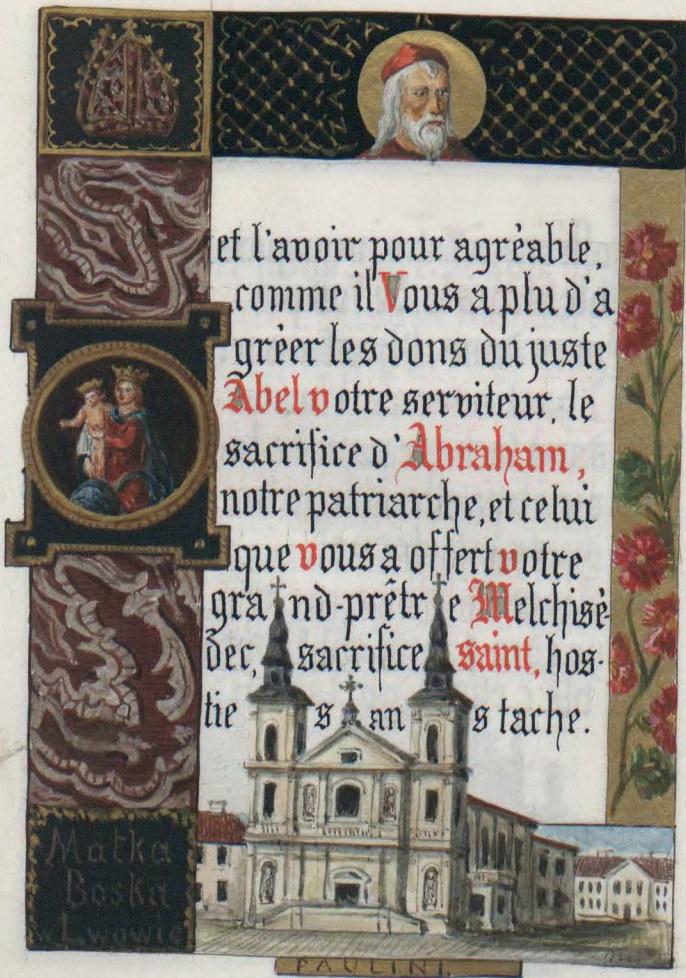 et l'avoir pour agréable,
comme il Vous a plu d'a
gréer les dons du juste
Abel votre serviteur, le
sacrifice d'Abraham,
notre patriarche, et celui
que vous a offert votre
grand-prêtre Melchisé-
dec, sacrifice saint, hos-
tie sans tache.
Matka
Boska
w Lwowie
PAULINI.